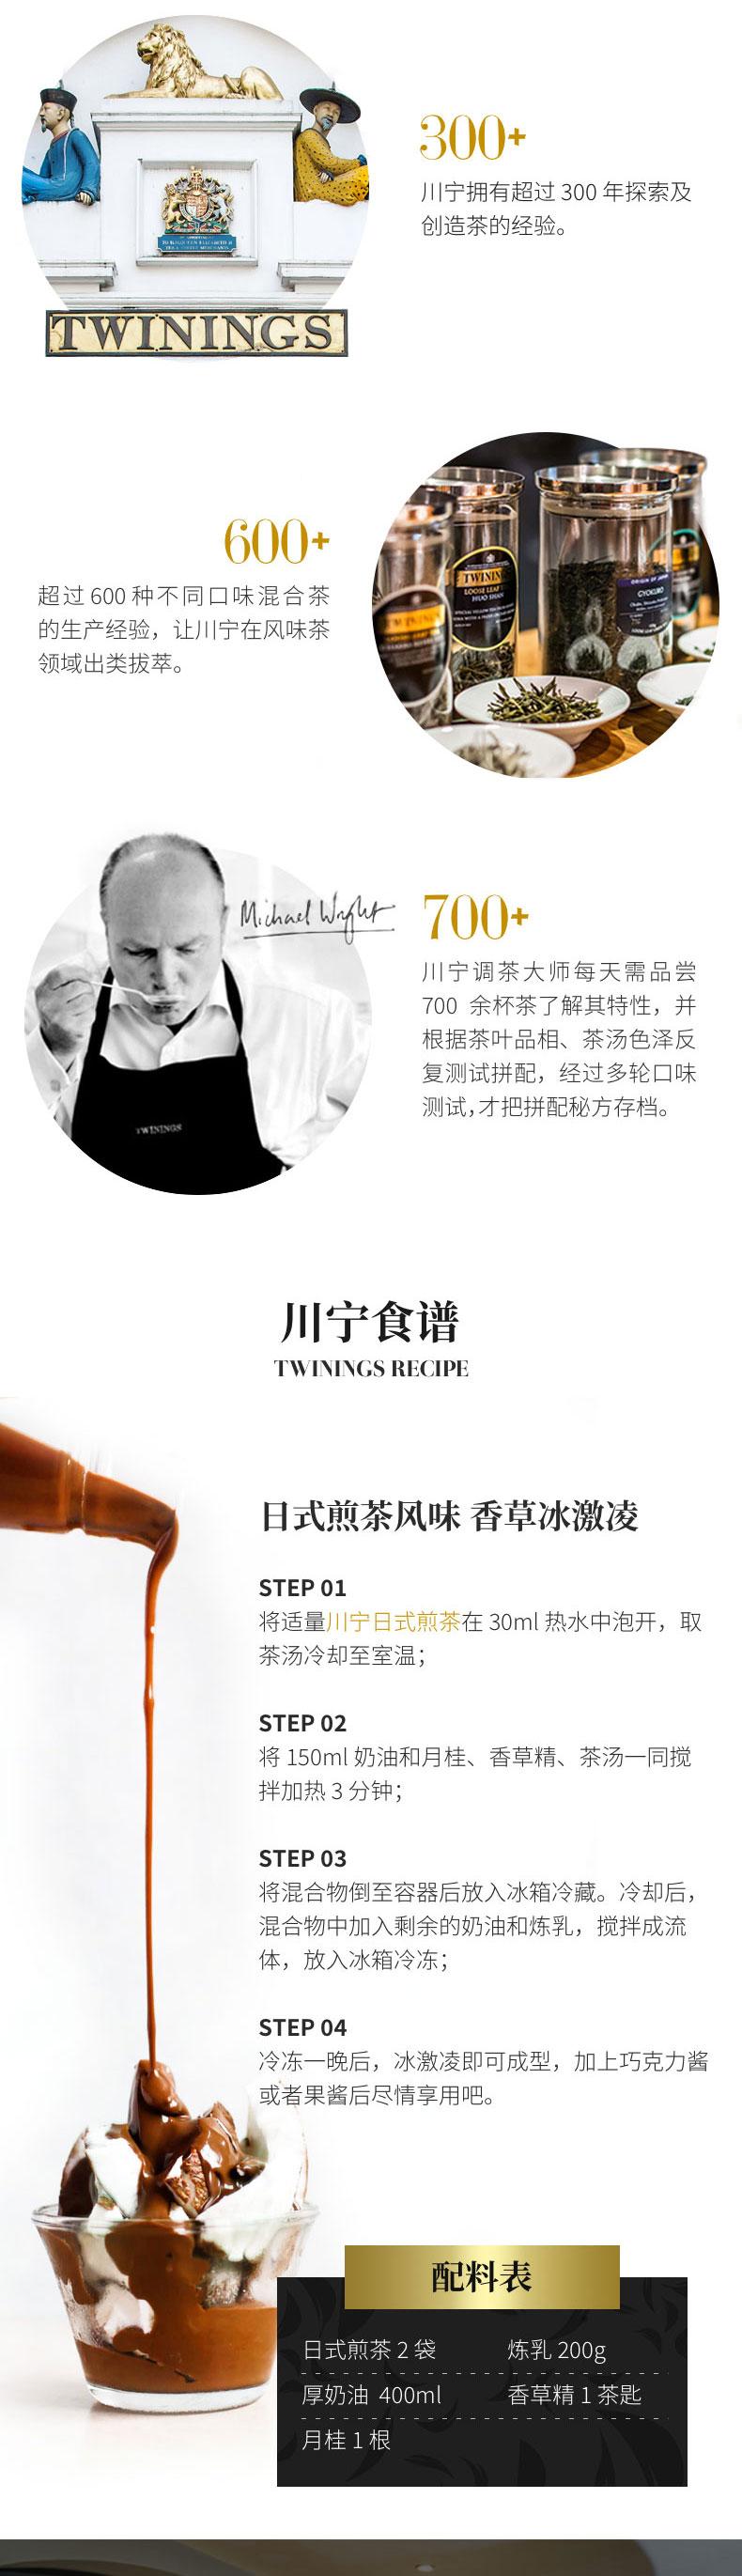 TWININGS
300+
川宁拥有超过 300 年探索及
创造茶的经验。
600+
超过 600 种不同口味混合茶
的生产经验，让川宁在风味茶
领域出类拔萃。
TWININ
LOOSE LEAF
HUO SHAN
ORIGIN OF JAPAN
GYOKURO
Michael Wright
700+
川宁调茶大师每天需品尝
700 余杯茶了解其特性，并
根据茶叶品相、茶汤色泽反
复测试拼配，经过多轮口味
测试，才把拼配秘方存档。
TWININGS
川宁食谱
TWININGS RECIPE
日式煎茶风味 香草冰激凌
STEP 01
将适量川宁日式煎茶在 30ml 热水中泡开，取
茶汤冷却至室温；
STEP 02
将 150ml 奶油和月桂、香草精、茶汤一同搅
拌加热 3 分钟；
STEP 03
将混合物倒至容器后放入冰箱冷藏。冷却后，
混合物中加入剩余的奶油和炼乳，搅拌成流
体，放入冰箱冷冻；
STEP 04
冷冻一晚后，冰激凌即可成型，加上巧克力酱
或者果酱后尽情享用吧。
配料表
日式煎茶 2 袋 炼乳 200g
厚奶油 400ml 香草精 1 茶匙
月桂 1 根